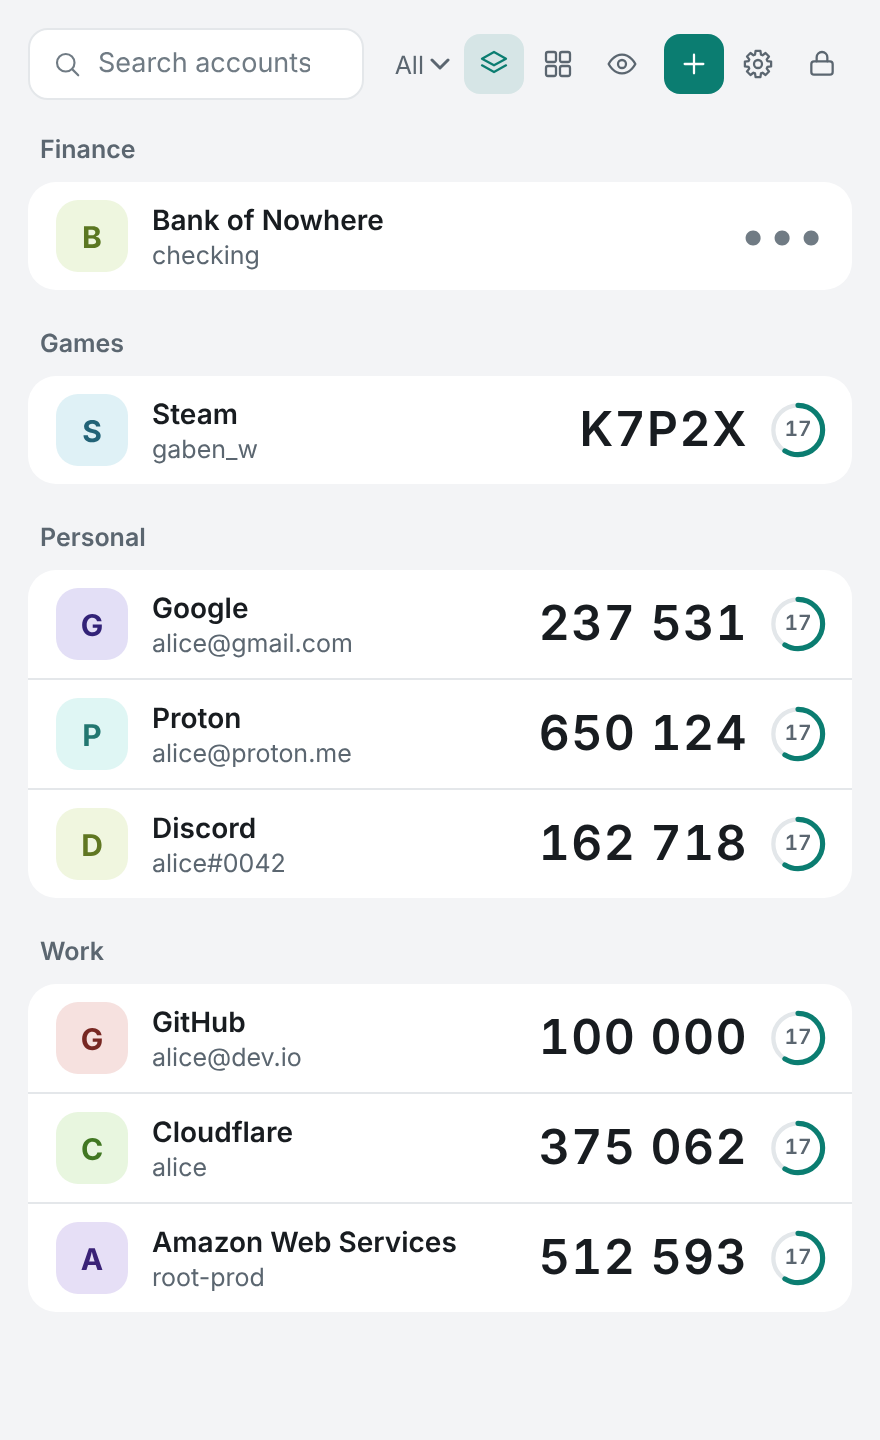 Search accounts
All
Finance
B
Bank of Nowhere
checking
Games
S
Steam
gaben_w
K7P2X
17
Personal
G
Google
alice@gmail.com
237 531
17
P
Proton
alice@proton.me
650 124
17
D
Discord
alice#0042
162 718
17
Work
G
GitHub
alice@dev.io
100 000
17
C
Cloudflare
alice
375 062
17
A
Amazon Web Services
root-prod
512 593
17